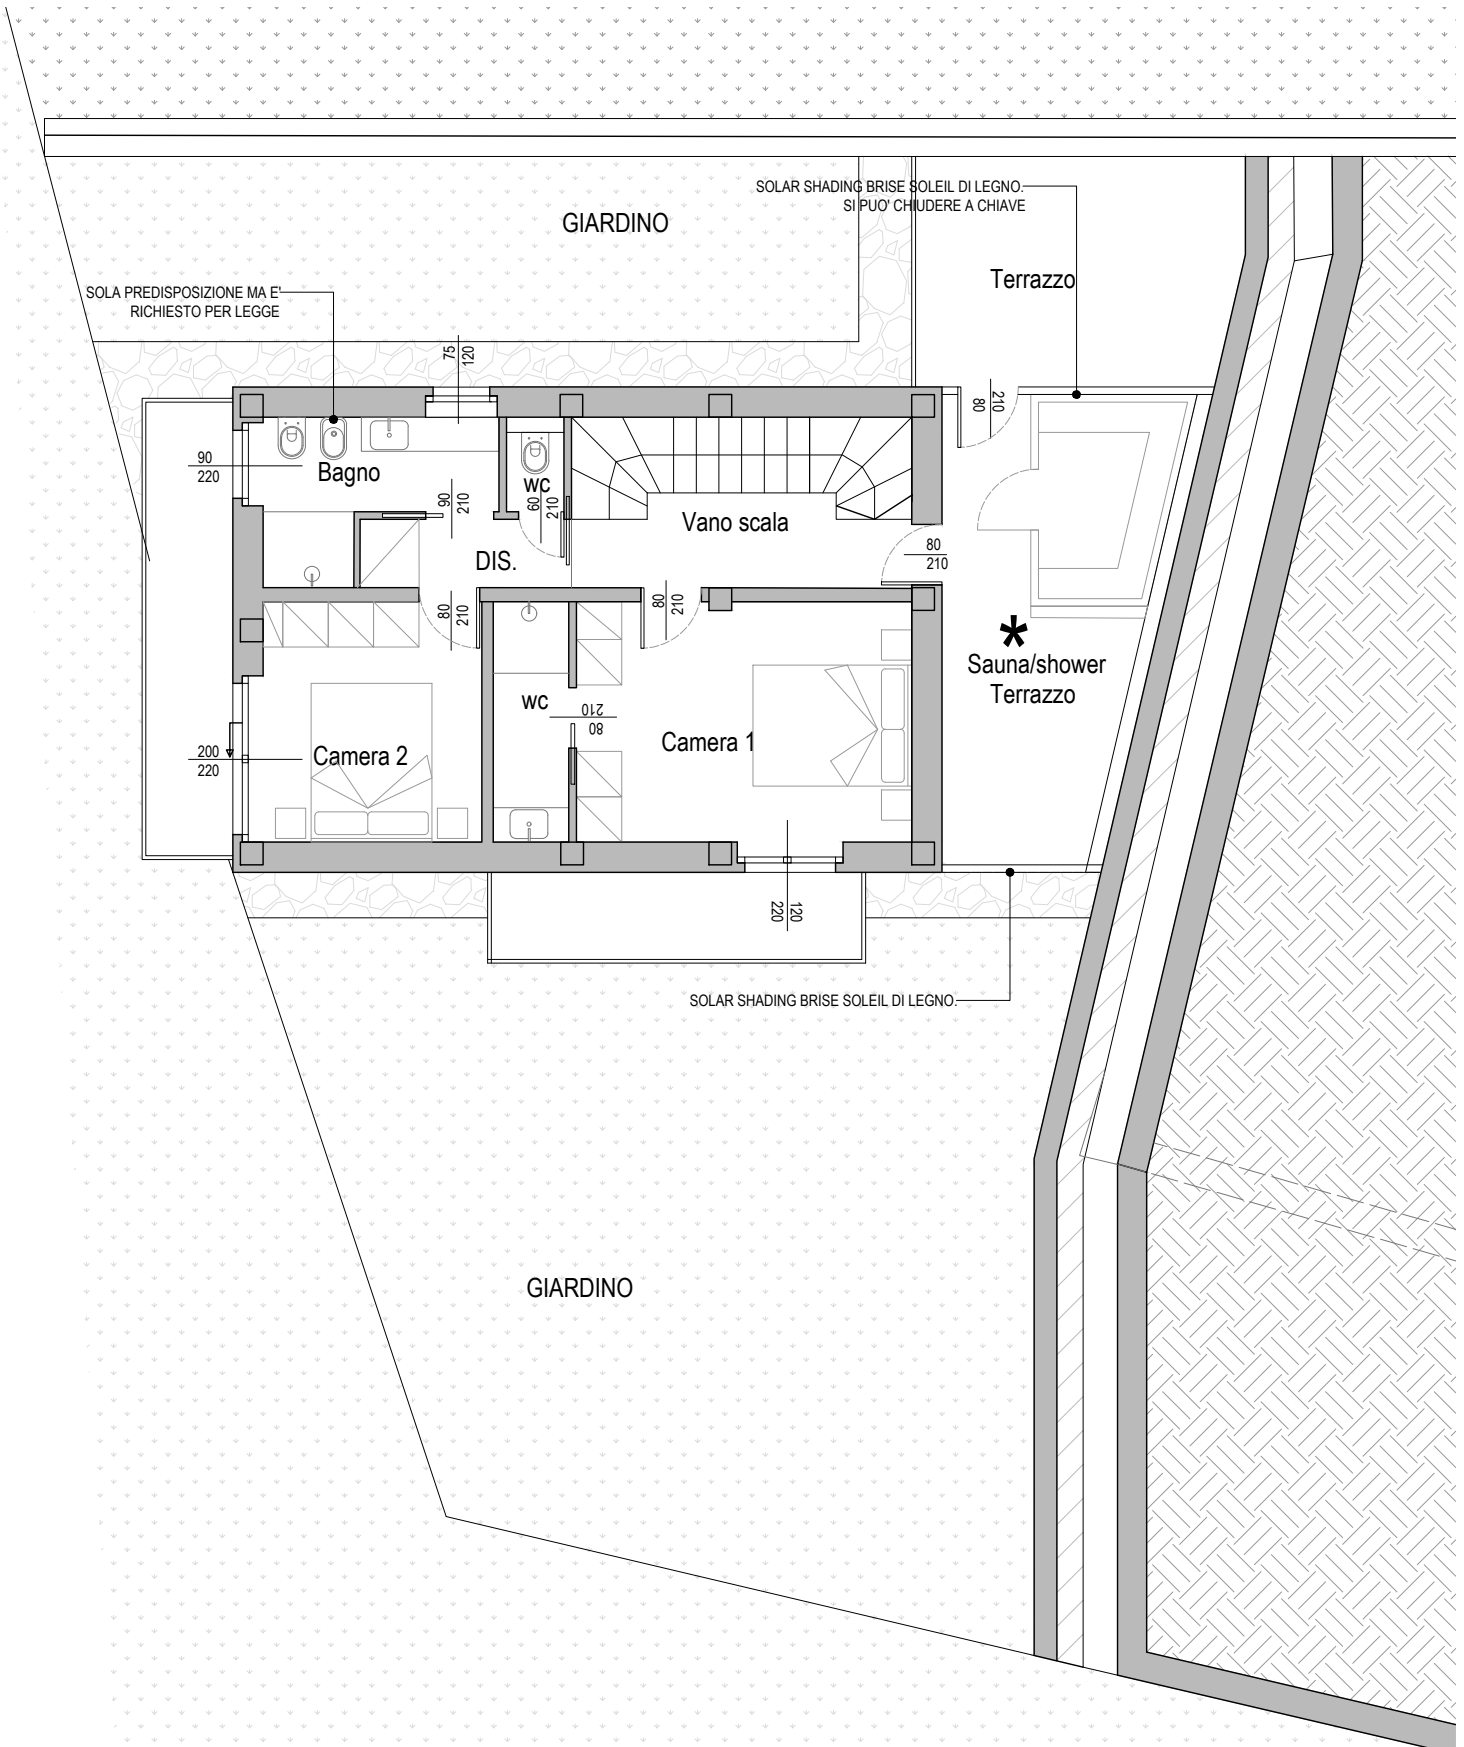 SOLAR SHADING BRISE SOLEIL DI LEGNO.
SI PUO' CHIUDERE A CHIAVE
GIARDINO
Terrazzo
SOLA PREDISPOSIZIONE MA E'
RICHIESTO PER LEGGE
75
120
80
210
90
220
Bagno
wc
90
210
60
210
Vano scala
DIS.
80
210
80
210
80
210
*
Sauna/shower
Terrazzo
wc
80
210
Camera 1
200
220
Camera 2
120
220
SOLAR SHADING BRISE SOLEIL DI LEGNO.
GIARDINO